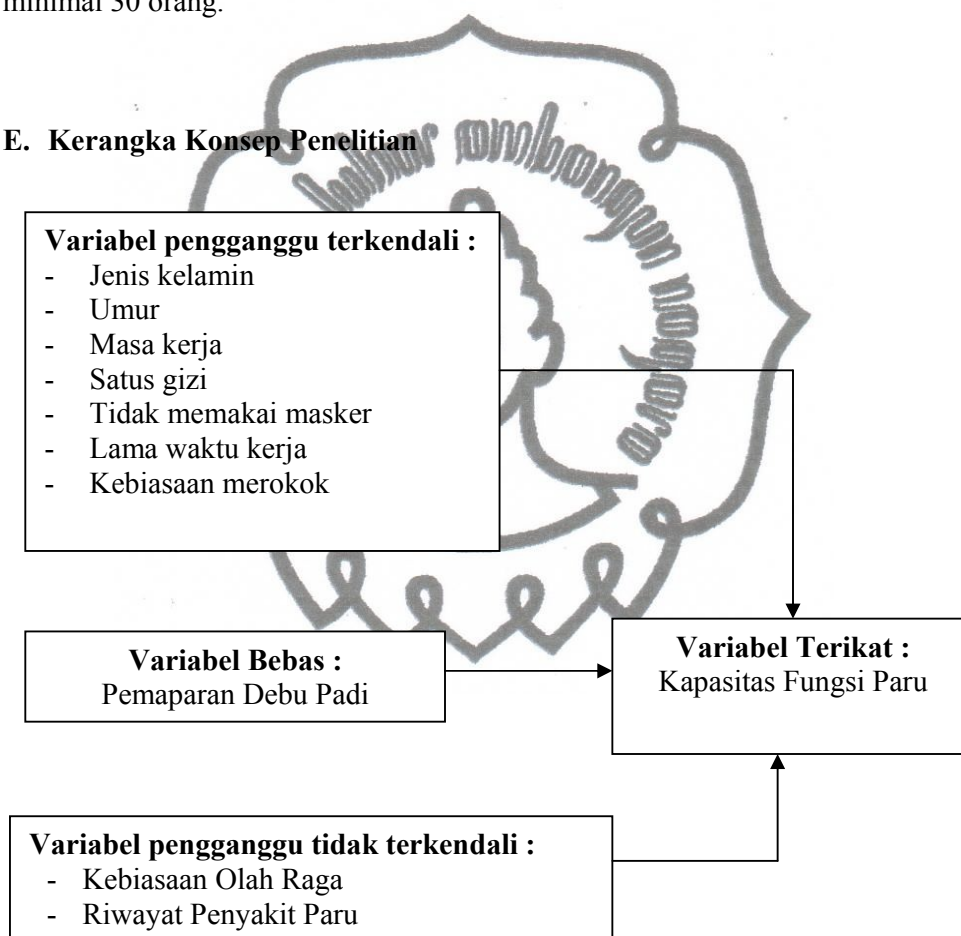 minimal 30 orang.
E. Kerangka Konsep Penelitian
Variabel pengganggu terkendali :
- Jenis kelamin
- Umur
- Masa kerja
- Satus gizi
- Tidak memakai masker
- Lama waktu kerja
- Kebiasaan merokok
Variabel Bebas :
Pemaparan Debu Padi
Variabel Terikat :
Kapasitas Fungsi Paru
Variabel pengganggu tidak terkendali :
- Kebiasaan Olah Raga
- Riwayat Penyakit Paru